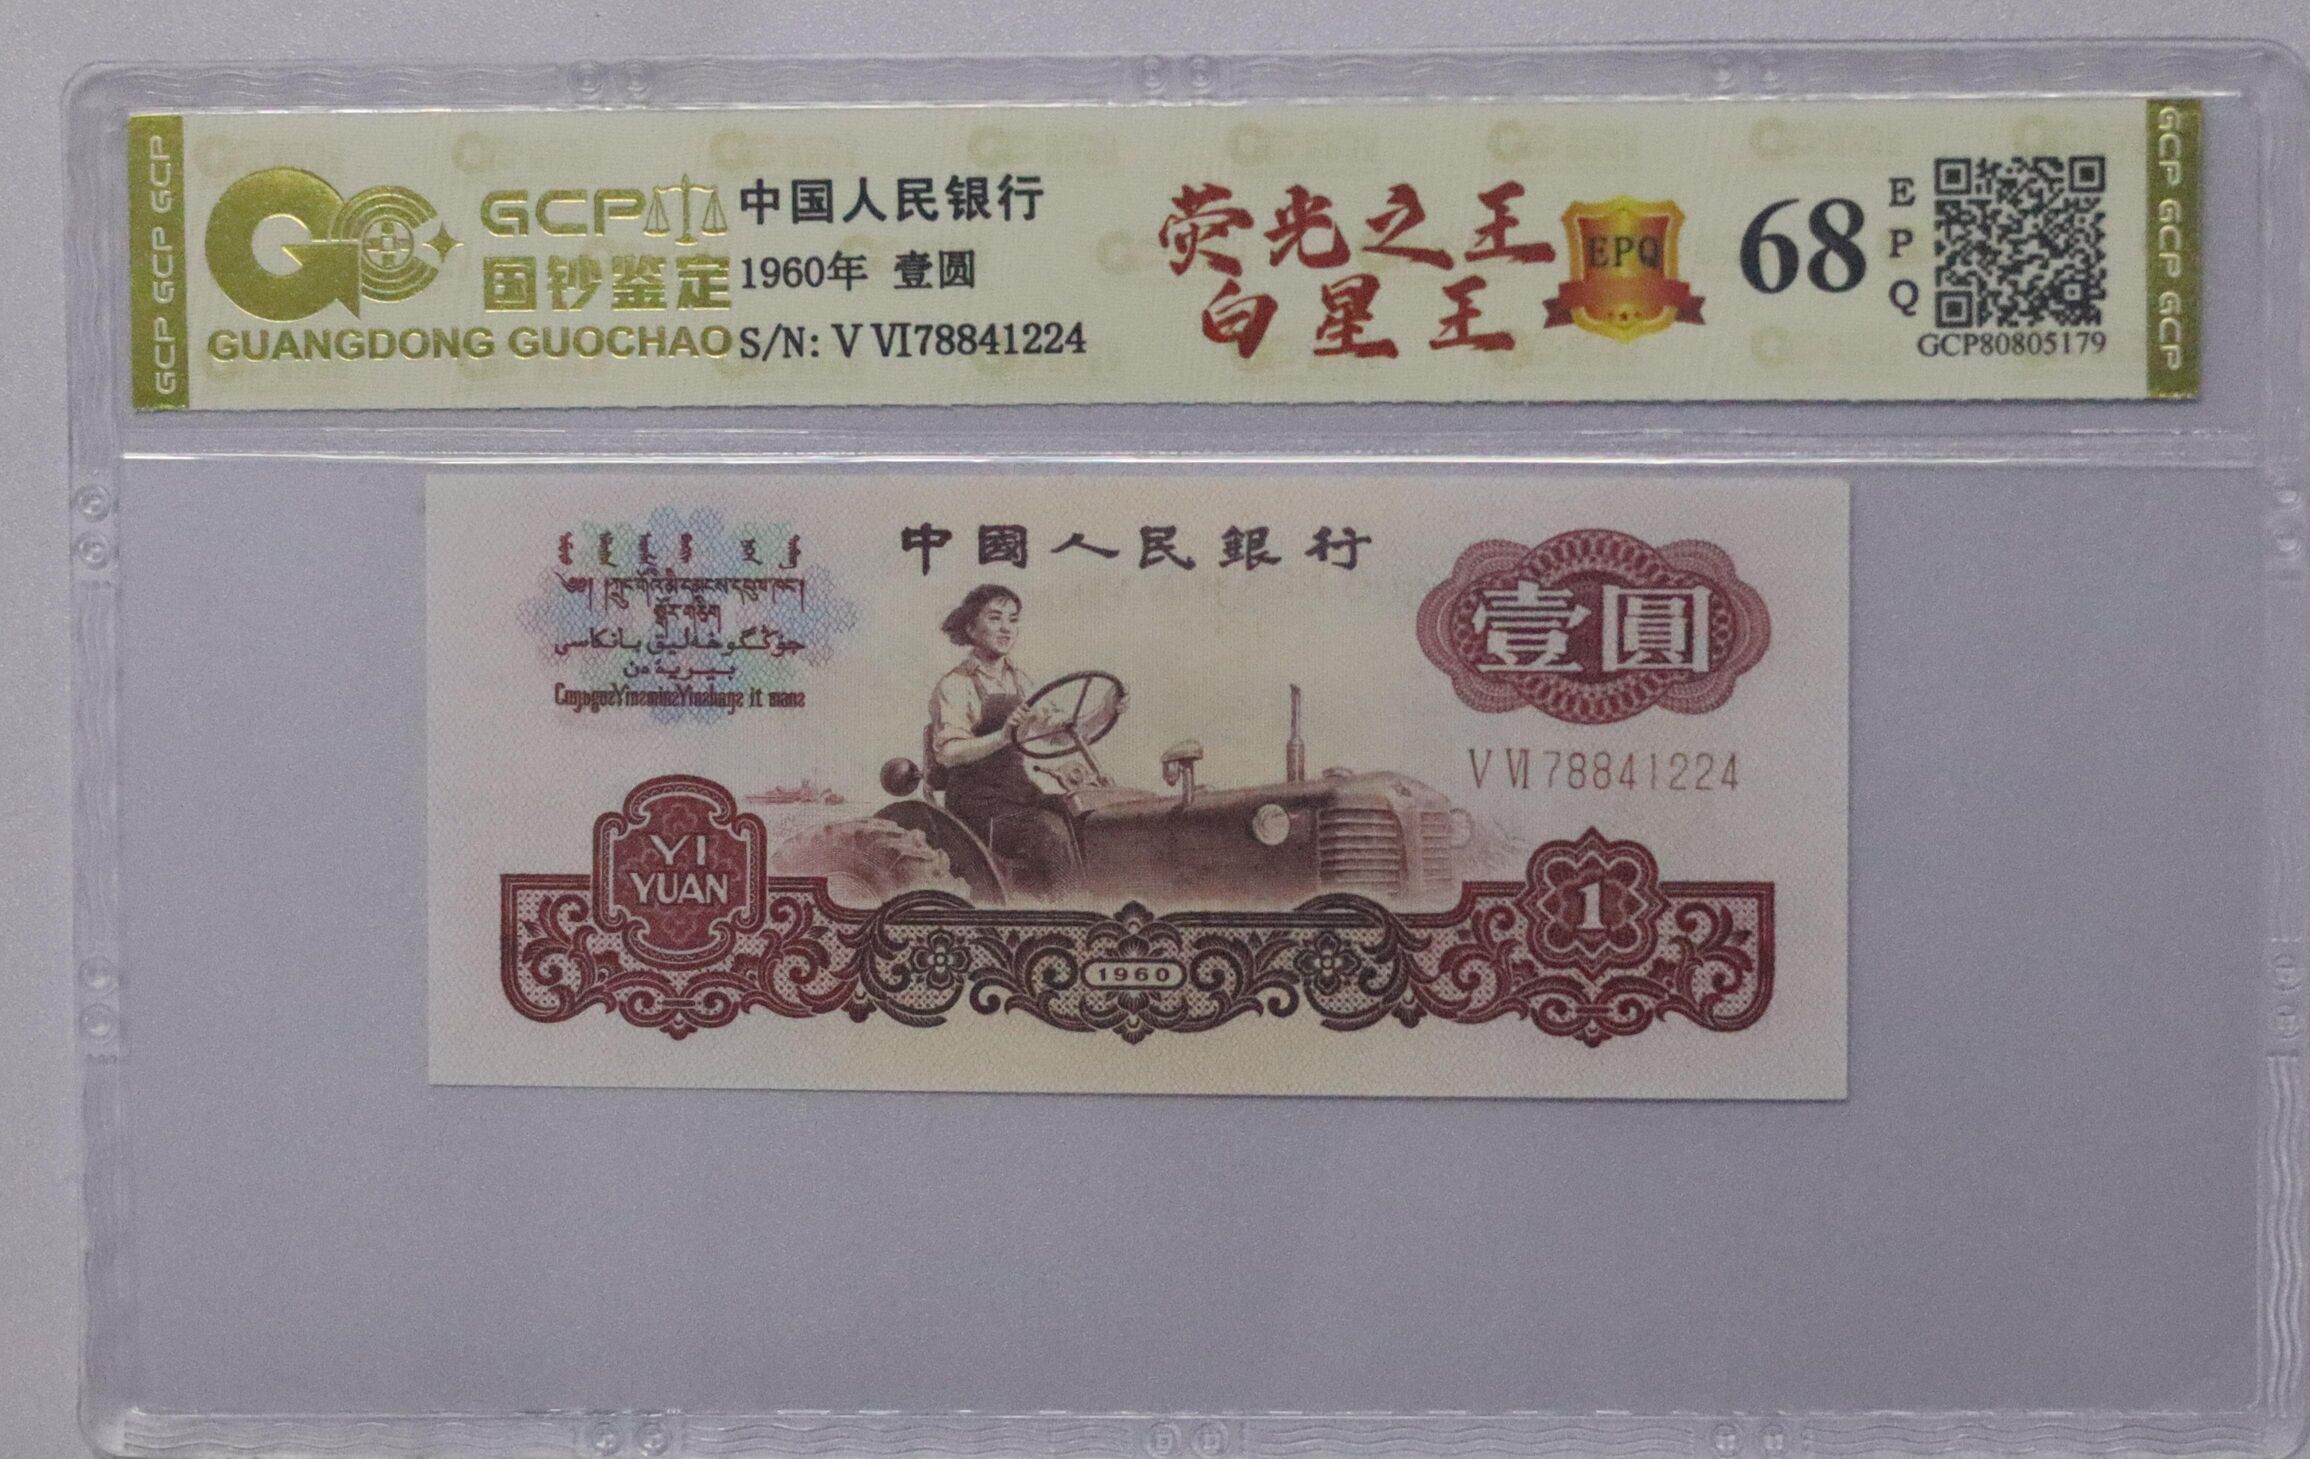 GCP GCP GCP
GCP
国钞鉴定
GUANGDONG GUOCHAO
中国人民银行
1960年 壹圆
S/N: V VI78841224
荧光之王
白星王
EPQ
68
EPQ
GCP80805179
GCP GCP GCP
中國人民銀行
壹圓
V VI 78841224
YI
YUAN
1960
1